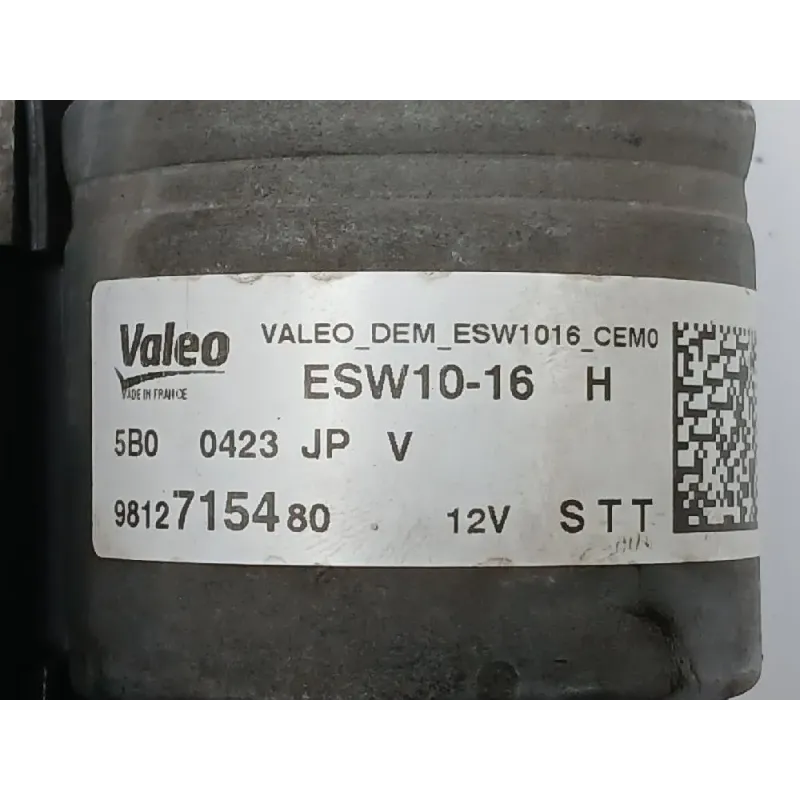 Valeo VALEO_DEM_ESW1016_CEM0
MADE IN FRANCE ESW10-16 H
5B0 0423 JP V
9812715480 12V STT